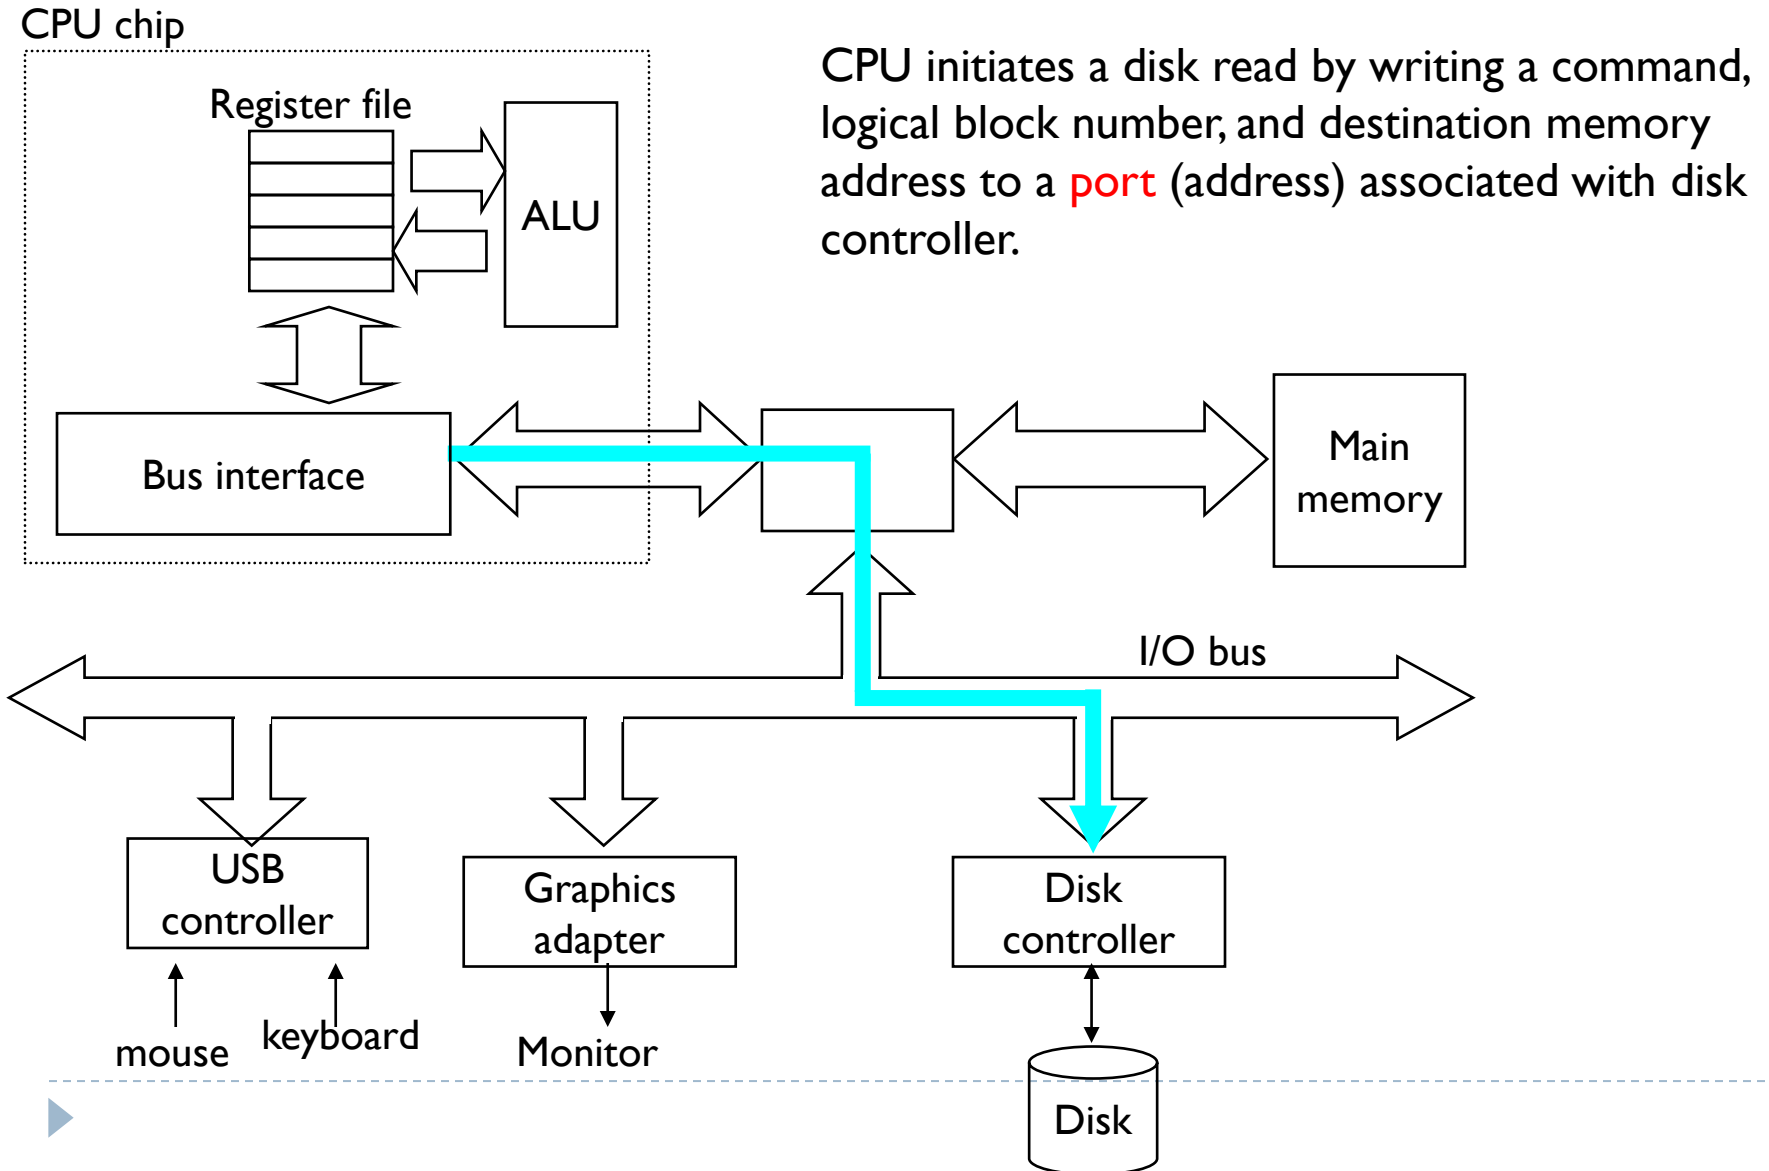 CPU chip
CPU initiates a disk read by writing a command,
logical block number, and destination memory
address to a port (address) associated with disk
controller.
Register file
ALU
Bus interface
Main
memory
I/O bus
USB
controller
Graphics
adapter
Disk
controller
mouse
keyboard
Monitor
Disk